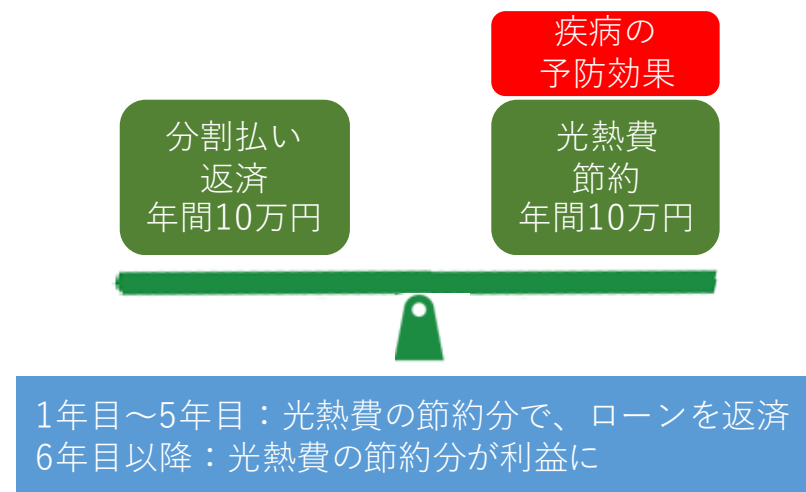 疾病の
予防効果
分割払い
返済
年間10万円
光熱費
節約
年間10万円
1年目～5年目：光熱費の節約分で、ローンを返済
6年目以降：光熱費の節約分が利益に